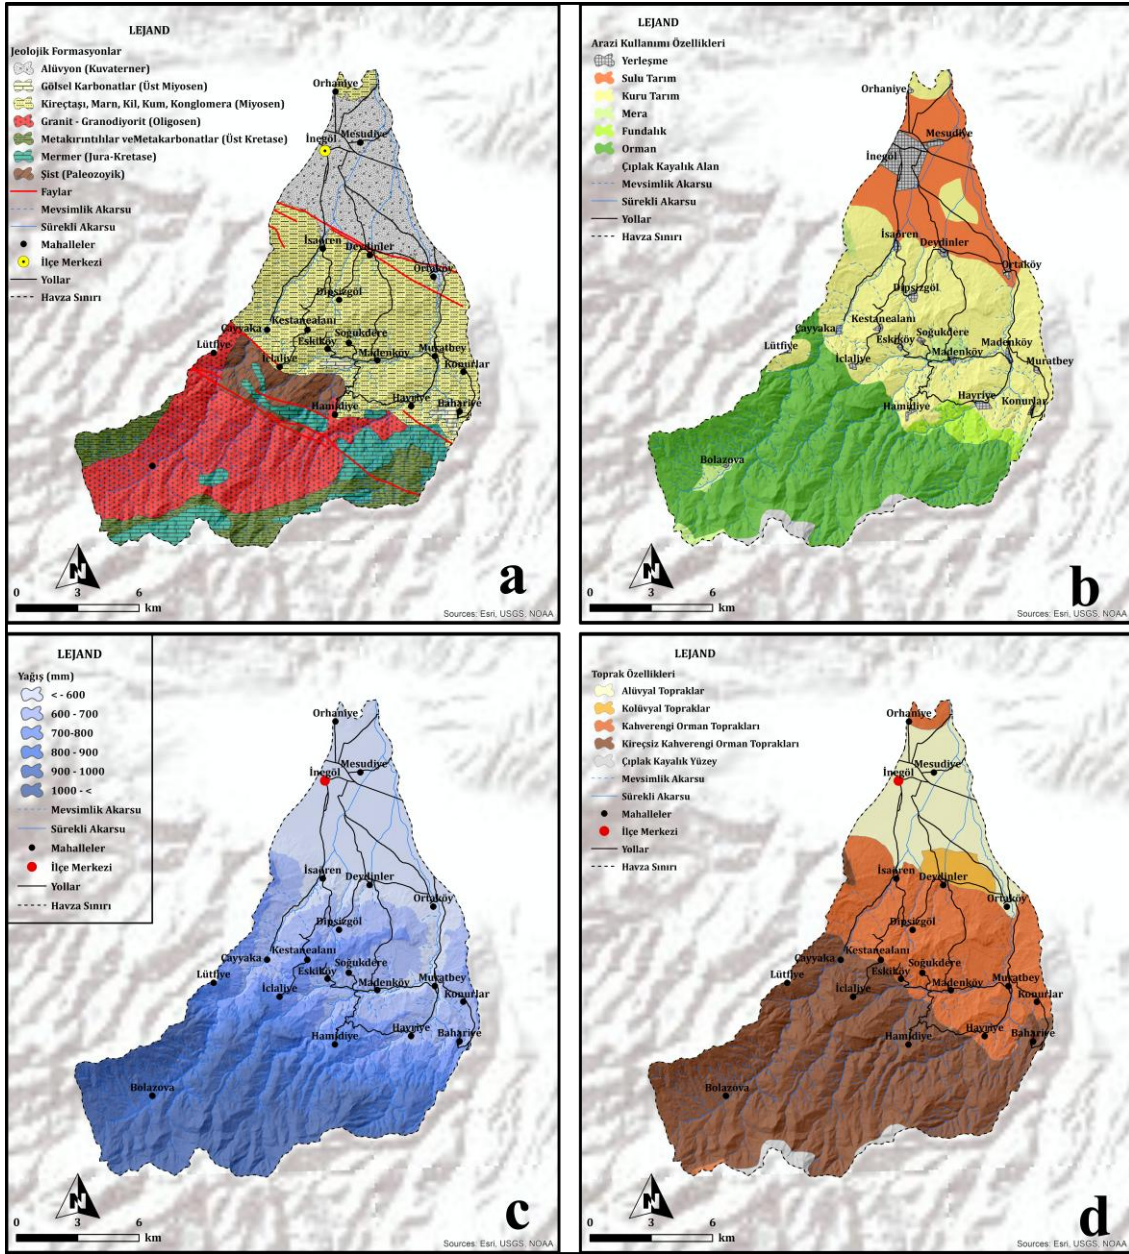 LEJAND
Jeolojik Formasyonlar
Alüvyon (Kuvaterner)
Gölsel Karbonatlar (Üst Miyosen)
Kireçtaşı, Marn, Kil, Kum, Konglomera (Miyosen)
Granit - Granodiyorit (Oligosen)
Metakırıntılılar veMetakarbonatlar (Üst Kretase)
Mermer (Jura-Kretase)
Şist (Paleozoyik)
Faylar
Mevsimlik Akarsu
Sürekli Akarsu
Mahalleler
İlçe Merkezi
Yollar
Havza Sınırı
Orhaniye
Mesudiye
İnegöl
İsaören
Deydinler
Ortaköy
Dipsizgöl
Çayyaka
Kestanealanı
Soğukdere
Eskiköy
Lütfiye
Muratbey
Madenköy
İclaliye
Konurlar
Hayriye
Hamidiye
Bahariye
N
0 3 6
km
a
Sources: Esri, USGS, NOAA
LEJAND
Arazi Kullanımı Özellikleri
Yerleşme
Sulu Tarım
Kuru Tarım
Mera
Fundalık
Orman
Çıplak Kayalık Alan
Mevsimlik Akarsu
Sürekli Akarsu
Yollar
Havza Sınırı
Orhaniye
Mesudiye
İnegöl
İsaören
Deydinler
Ortaköy
Dipsizgöl
Kestanealanı
Çayyaka
Soğukdere
Eskiköy
Lütfiye
Madenköy
Madenköy
Muratbey
İclaliye
Hayriye
Konurlar
Hamidiye
Bolazova
N
0 3 6
km
b
Sources: Esri, USGS, NOAA
LEJAND
Yağış (mm)
< - 600
600 - 700
700-800
800 - 900
900 - 1000
1000 - <
Mevsimlik Akarsu
Sürekli Akarsu
Mahalleler
İlçe Merkezi
Yollar
Havza Sınırı
Orhaniye
Mesudiye
İnegöl
İsaören
Deydinler
Ortaköy
Dipsizgöl
Kestanealanı
Çayyaka
Soğukdere
Eskiköy
Lütfiye
Muratbey
Madenköy
İclaliye
Konurlar
Hayriye
Hamidiye
Bahariye
Bolazova
N
0 3 6
km
c
Sources: Esri, USGS, NOAA
LEJAND
Toprak Özellikleri
Alüvyal Topraklar
Kolüvyal Topraklar
Kahverengi Orman Toprakları
Kireçsiz Kahverengi Orman Toprakları
Çıplak Kayalık Yüzey
Mevsimlik Akarsu
Sürekli Akarsu
Mahalleler
İlçe Merkezi
Yollar
Havza Sınırı
Orhaniye
Mesudiye
İnegöl
İsaören
Deydinler
Ortaköy
Dipsizgöl
Kestanealanı
Çayyaka
Soğukdere
Eskiköy
Lütfiye
Muratbey
Madenköy
İclaliye
Konurlar
Hayriye
Hamidiye
Bahariye
Bolazova
N
0 3 6
km
d
Sources: Esri, USGS, NOAA